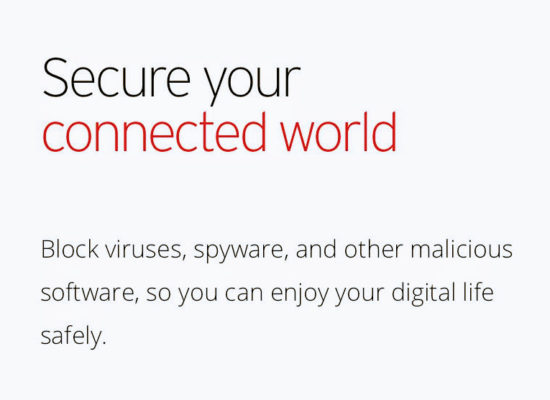 Secure your
connected world
Block viruses, spyware, and other malicious
software, so you can enjoy your digital life
safely.